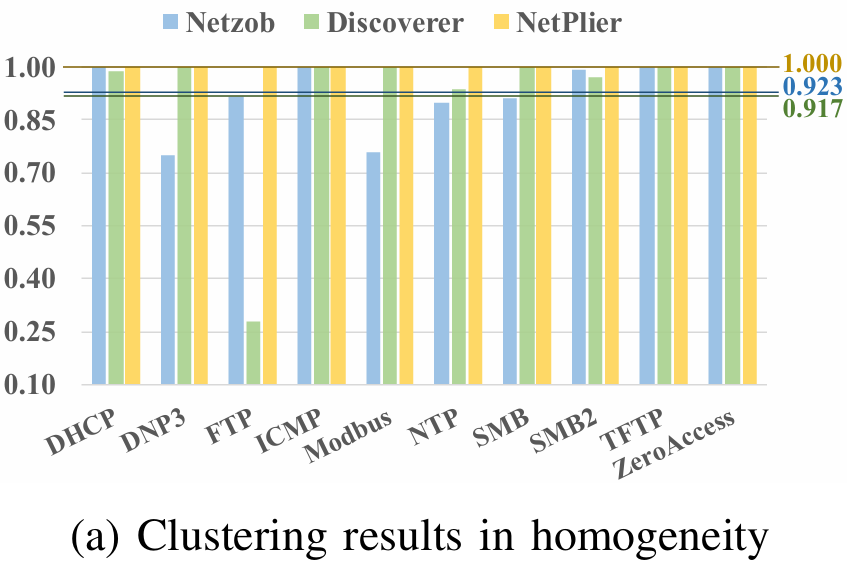 Netzob Discoverer NetPlier
1.00
0.85
0.70
0.55
0.40
0.25
0.10
1.000
0.923
0.917
DHCP
DNP3
FTP
ICMP
Modbus
NTP
SMB
SMB2
TFTP
ZeroAccess
(a) Clustering results in homogeneity